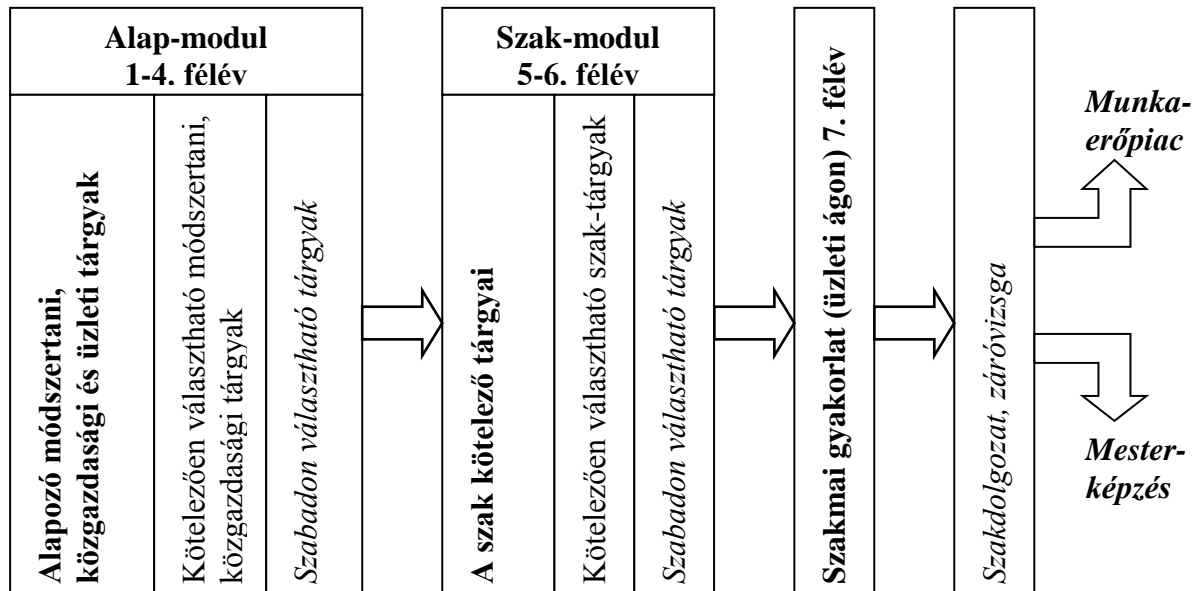 Alap-modul
1-4. félév
Alapozó módszertani,
közgazdasági és üzleti tárgyak
Kötelezően választható módszertani,
közgazdasági tárgyak
Szabadon választható tárgyak
Szak-modul
5-6. félév
A szak kötelező tárgyai
Kötelezően választható szak-tárgyak
Szabadon választható tárgyak
Szakmai gyakorlat (üzleti ágon) 7. félév
Szakdolgozat, záróvizsga
Munka-
erőpiac
Mester-
képzés